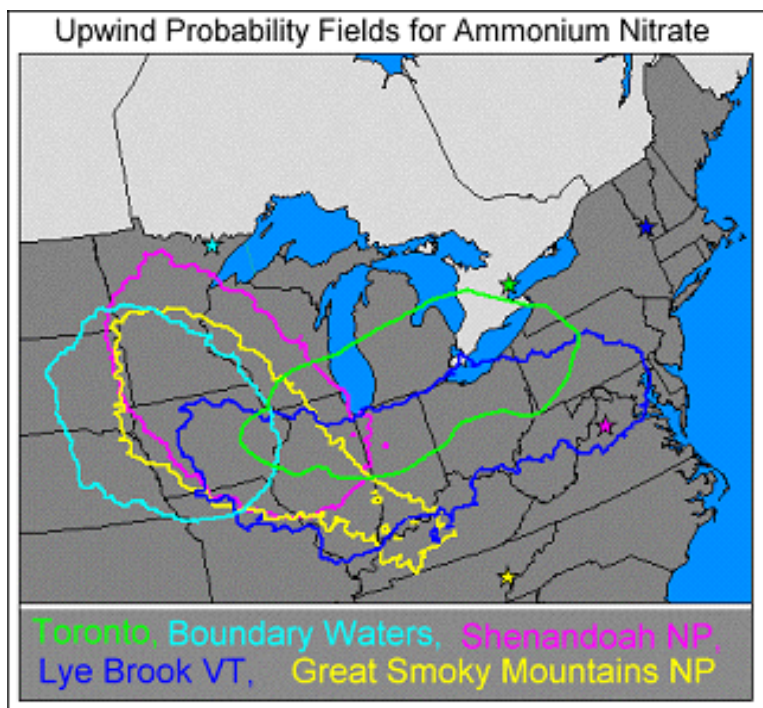 Upwind Probability Fields for Ammonium Nitrate
Toronto, Boundary Waters, Shenandoah NP,
Lye Brook VT, Great Smoky Mountains NP